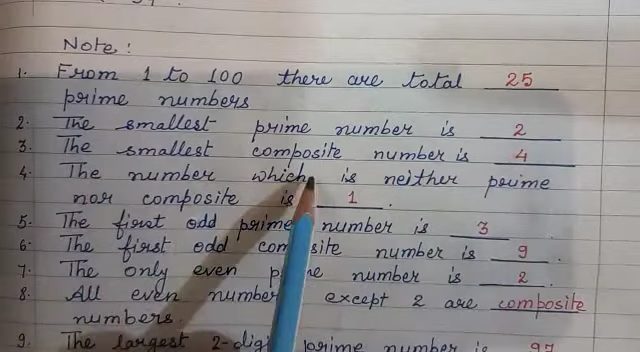 Note :
1. From 1 to 100 there are total 25
prime numbers
2. The smallest prime number is 2
3. The smallest composite number is 4
4. The number which is neither prime
nor composite is 1.
5. The first odd prime number is 3.
6. The first odd number is 9.
7. The only even number is 2.
8. All even number except 2 are composite
numbers.
9. The largest 2-digit prime number is 97